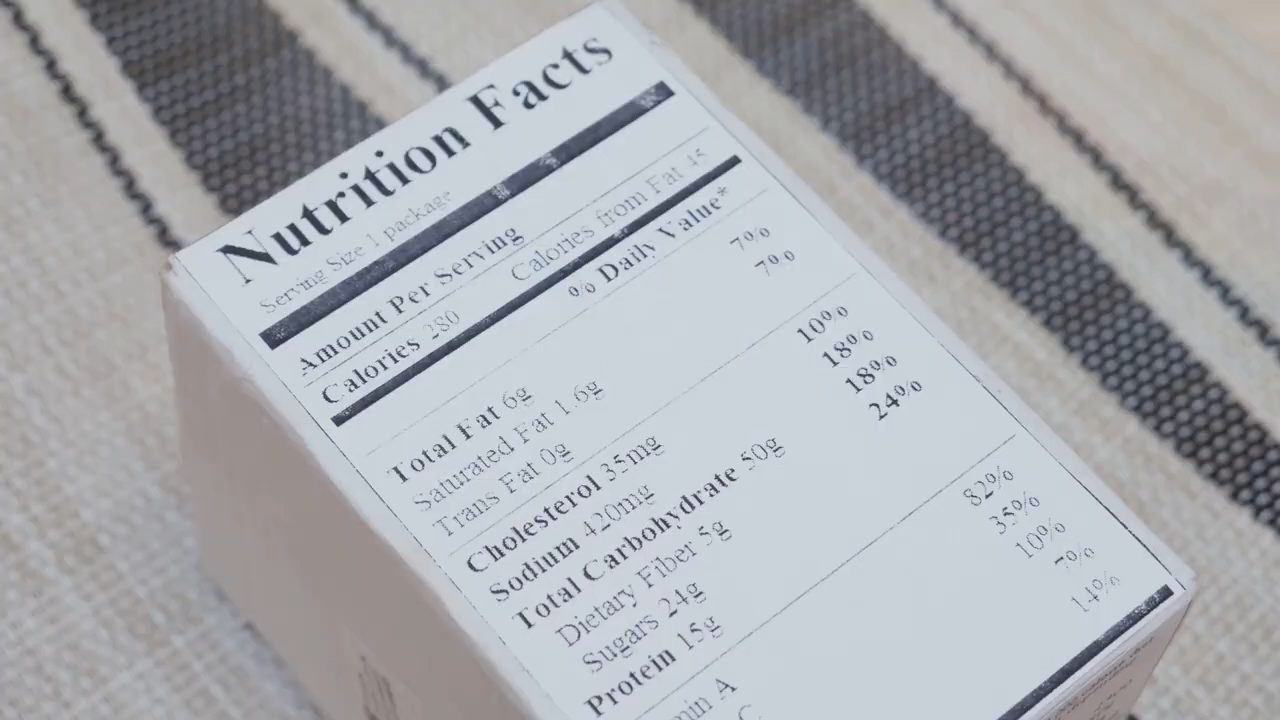 Nutrition Facts
Serving Size 1 package
Amount Per Serving
Calories 280 Calories from Fat 45
% Daily Value*
Total Fat 6g 7%
Saturated Fat 1.6g 7%
Trans Fat 0g
Cholesterol 35mg 10%
Sodium 420mg 18%
Total Carbohydrate 50g 18%
Dietary Fiber 5g 24%
Sugars 24g
Protein 15g
82%
35%
10%
7%
14%